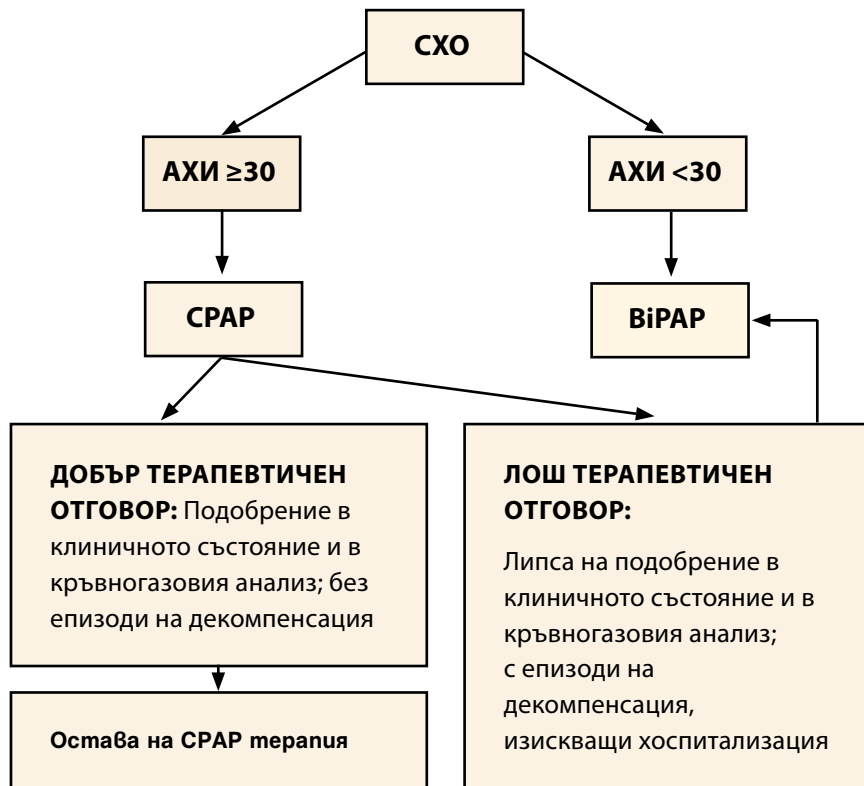 СХО
АХИ ≥30
АХИ <30
CPAP
BiPAP
ДОБЪР ТЕРАПЕВТИЧЕН
ОТГОВОР: Подобрение в
клиничното състояние и в
кръвногазовия анализ; без
епизоди на декомпенсация
Остава на CPAP терапия
ЛОШ ТЕРАПЕВТИЧЕН
ОТГОВОР:
Липса на подобрение в
клиничното състояние и в
кръвногазовия анализ;
с епизоди на
декомпенсация,
изискващи хоспитализация